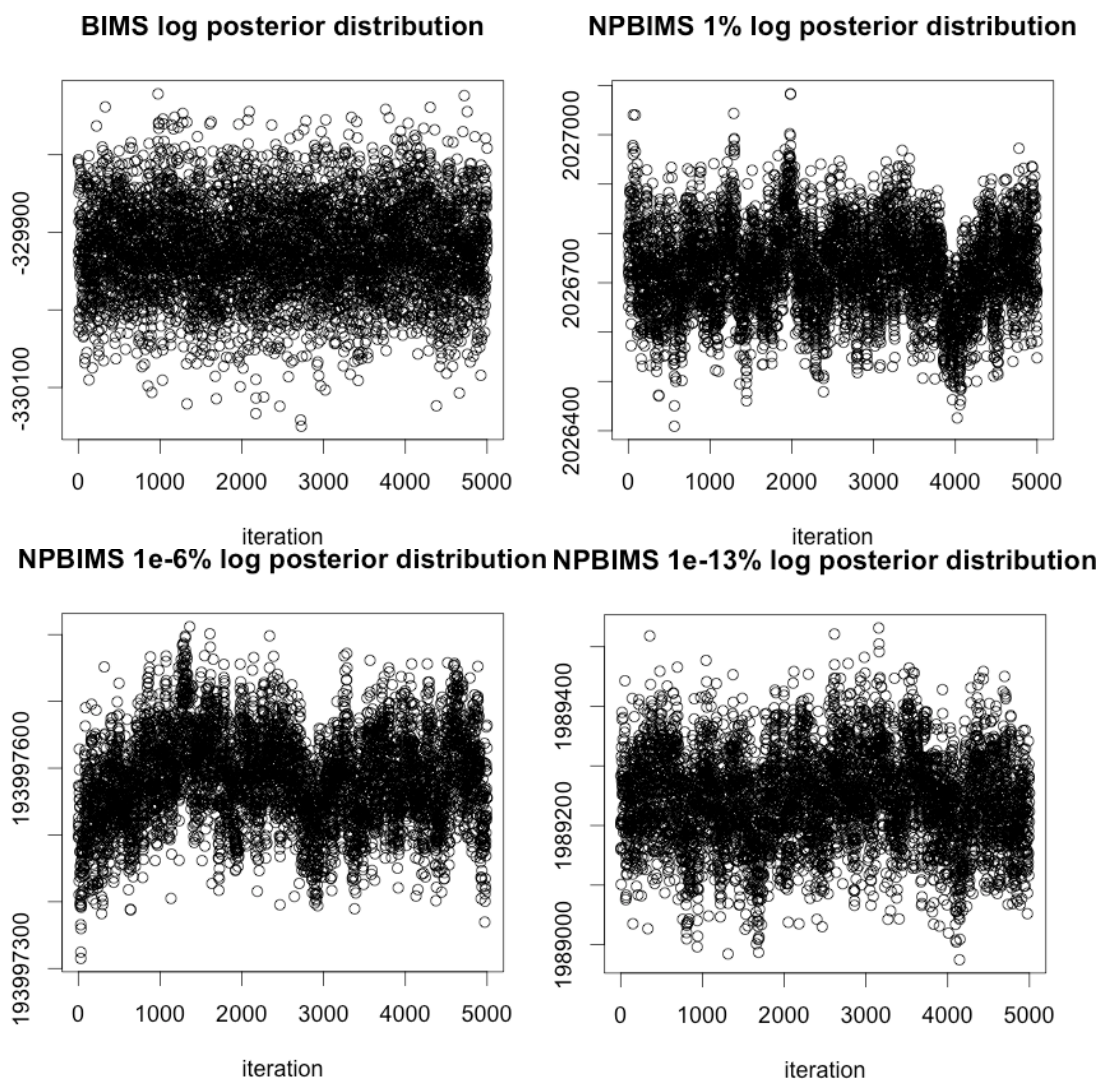 BIMS log posterior distribution
-329900
-330100
0 1000 2000 3000 4000 5000
iteration
NPBIMS 1% log posterior distribution
2027000
2026700
2026400
0 1000 2000 3000 4000 5000
iteration
NPBIMS 1e-6% log posterior distribution
193997600
193997300
0 1000 2000 3000 4000 5000
iteration
NPBIMS 1e-13% log posterior distribution
1989400
1989200
1989000
0 1000 2000 3000 4000 5000
iteration